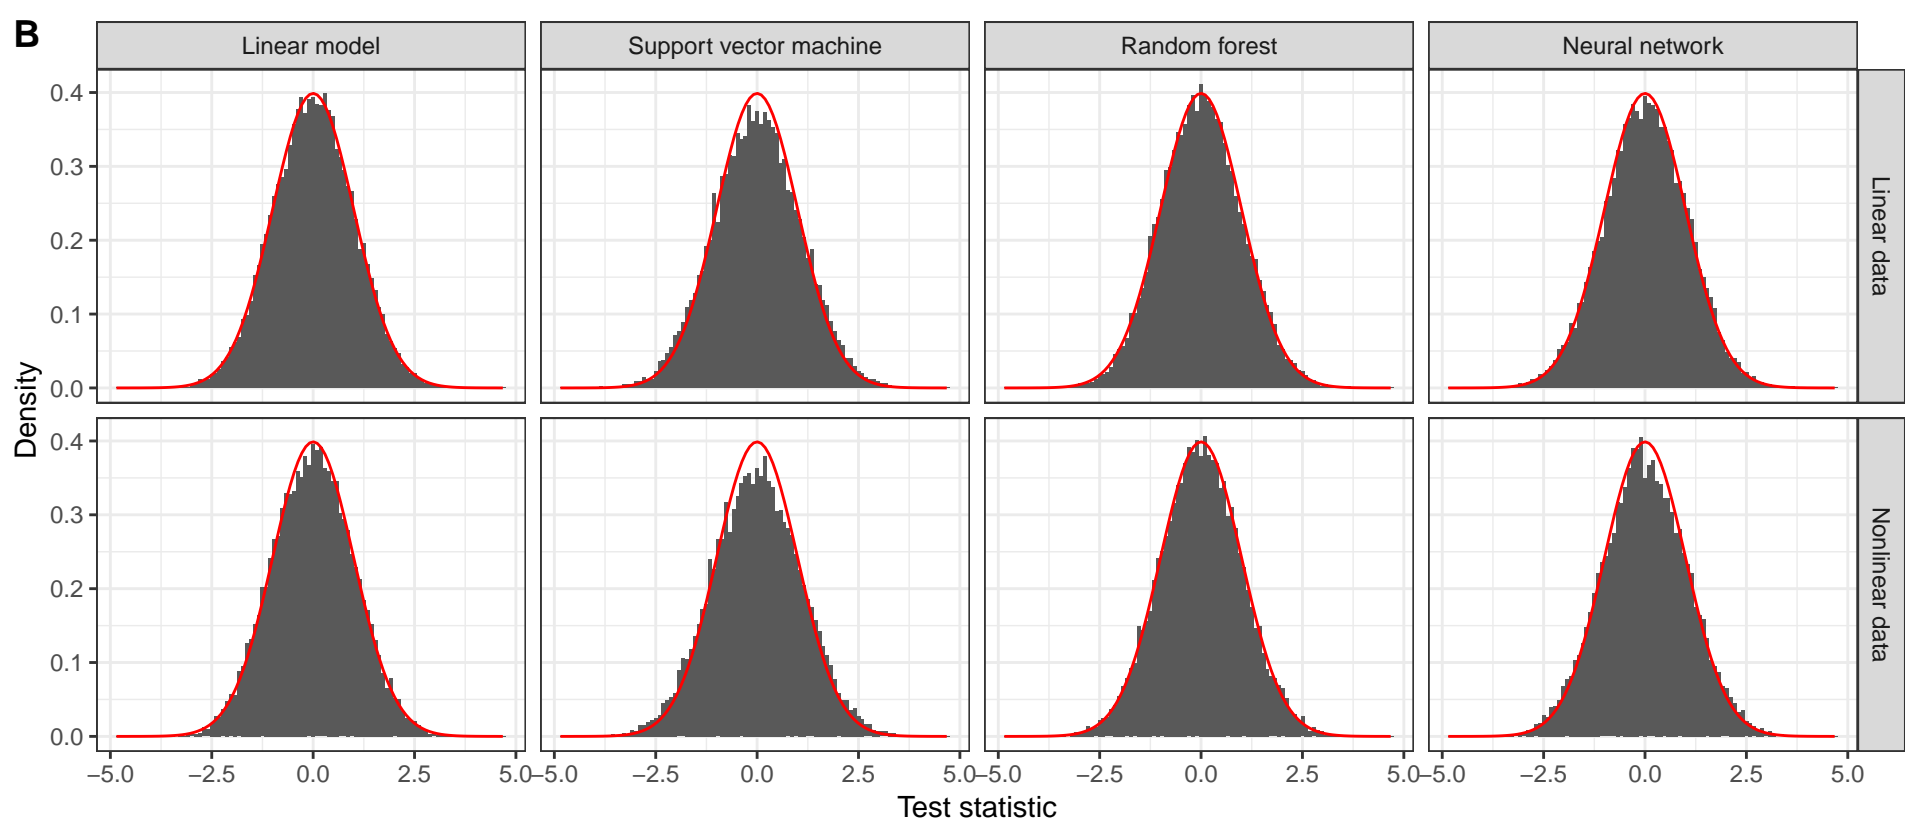 B
Linear model Support vector machine Random forest Neural network
0.4
0.3
0.2
0.1
0.0
Linear data
Density
0.4
0.3
0.2
0.1
0.0
Nonlinear data
−5.0 −2.5 0.0 2.5 5.0 −5.0 −2.5 0.0 2.5 5.0 −5.0 −2.5 0.0 2.5 5.0 −5.0 −2.5 0.0 2.5 5.0
Test statistic